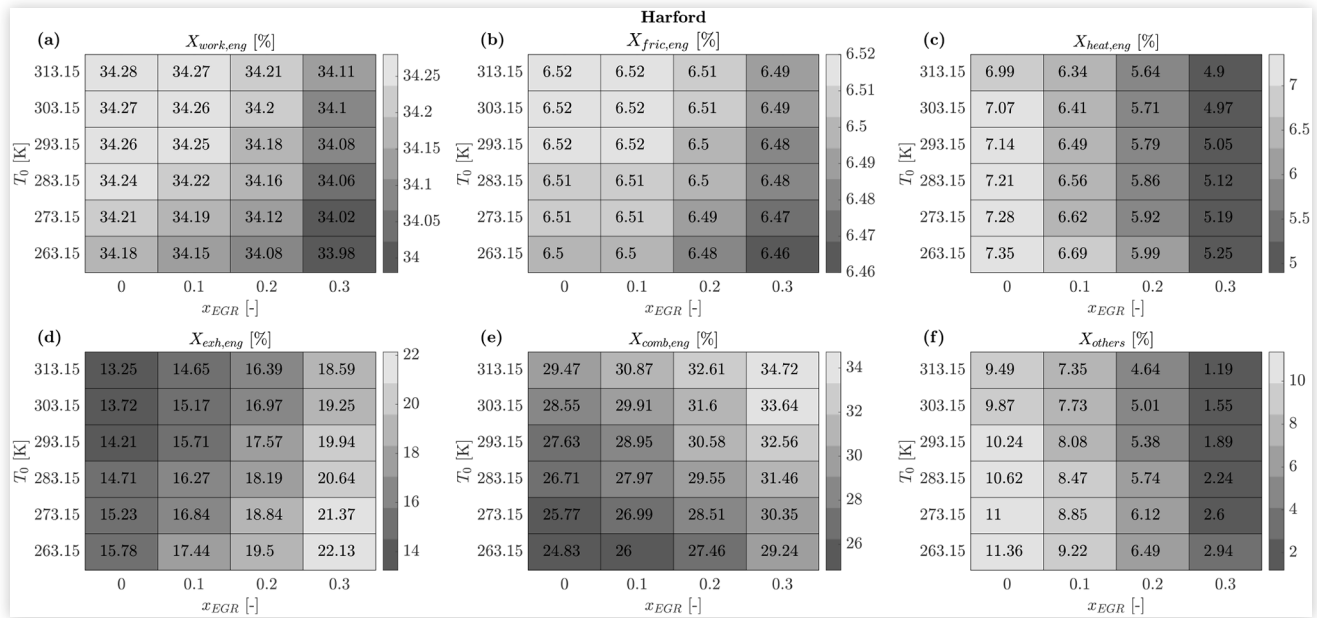 Harford
(a) X_work,eng [%]
313.15 34.28 34.27 34.21 34.11
303.15 34.27 34.26 34.2 34.1
293.15 34.26 34.25 34.18 34.08
283.15 34.24 34.22 34.16 34.06
273.15 34.21 34.19 34.12 34.02
263.15 34.18 34.15 34.08 33.98
0 0.1 0.2 0.3
T_0 [K]
x_EGR [-]
34.25
34.2
34.15
34.1
34.05
34
(b) X_fric,eng [%]
313.15 6.52 6.52 6.51 6.49
303.15 6.52 6.52 6.51 6.49
293.15 6.52 6.52 6.5 6.48
283.15 6.51 6.51 6.5 6.48
273.15 6.51 6.51 6.49 6.47
263.15 6.5 6.5 6.48 6.46
0 0.1 0.2 0.3
T_0 [K]
x_EGR [-]
6.52
6.51
6.5
6.49
6.48
6.47
6.46
(c) X_heat,eng [%]
313.15 6.99 6.34 5.64 4.9
303.15 7.07 6.41 5.71 4.97
293.15 7.14 6.49 5.79 5.05
283.15 7.21 6.56 5.86 5.12
273.15 7.28 6.62 5.92 5.19
263.15 7.35 6.69 5.99 5.25
0 0.1 0.2 0.3
T_0 [K]
x_EGR [-]
7
6.5
6
5.5
5
(d) X_exh,eng [%]
313.15 13.25 14.65 16.39 18.59
303.15 13.72 15.17 16.97 19.25
293.15 14.21 15.71 17.57 19.94
283.15 14.71 16.27 18.19 20.64
273.15 15.23 16.84 18.84 21.37
263.15 15.78 17.44 19.5 22.13
0 0.1 0.2 0.3
T_0 [K]
x_EGR [-]
22
20
18
16
14
(e) X_comb,eng [%]
313.15 29.47 30.87 32.61 34.72
303.15 28.55 29.91 31.6 33.64
293.15 27.63 28.95 30.58 32.56
283.15 26.71 27.97 29.55 31.46
273.15 25.77 26.99 28.51 30.35
263.15 24.83 26 27.46 29.24
0 0.1 0.2 0.3
T_0 [K]
x_EGR [-]
34
32
30
28
26
(f) X_others [%]
313.15 9.49 7.35 4.64 1.19
303.15 9.87 7.73 5.01 1.55
293.15 10.24 8.08 5.38 1.89
283.15 10.62 8.47 5.74 2.24
273.15 11 8.85 6.12 2.6
263.15 11.36 9.22 6.49 2.94
0 0.1 0.2 0.3
T_0 [K]
x_EGR [-]
10
8
6
4
2